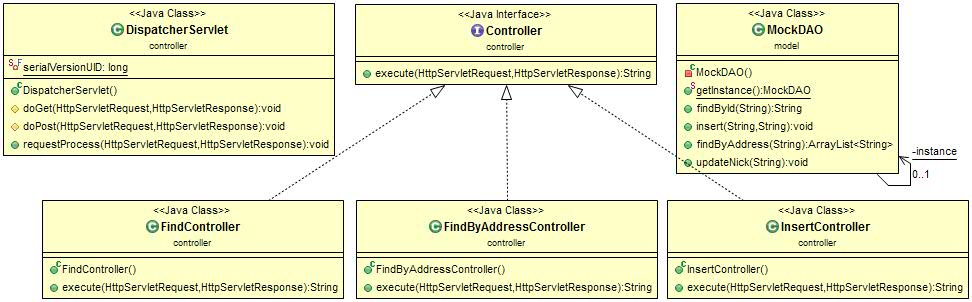 <<Java Class>>
DispatcherServlet
controller
serialVersionUID: long
DispatcherServlet()
doGet(HttpServletRequest,HttpServletResponse):void
doPost(HttpServletRequest,HttpServletResponse):void
requestProcess(HttpServletRequest,HttpServletResponse):void
<<Java Interface>>
Controller
controller
execute(HttpServletRequest,HttpServletResponse):String
<<Java Class>>
MockDAO
model
MockDAO()
getInstance():MockDAO
findById(String):String
insert(String,String):void
findByAddress(String):ArrayList<String>
updateNick(String):void
-instance
0..1
<<Java Class>>
FindController
controller
FindController()
execute(HttpServletRequest,HttpServletResponse):String
<<Java Class>>
FindByAddressController
controller
FindByAddressController()
execute(HttpServletRequest,HttpServletResponse):String
<<Java Class>>
InsertController
controller
InsertController()
execute(HttpServletRequest,HttpServletResponse):String